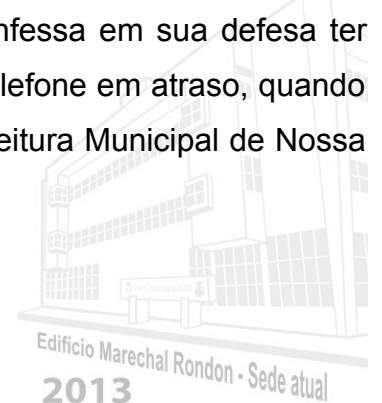 nfessa em sua defesa ter
lefone em atraso, quando
eitura Municipal de Nossa
Edifício Marechal Rondon - Sede atual
2013